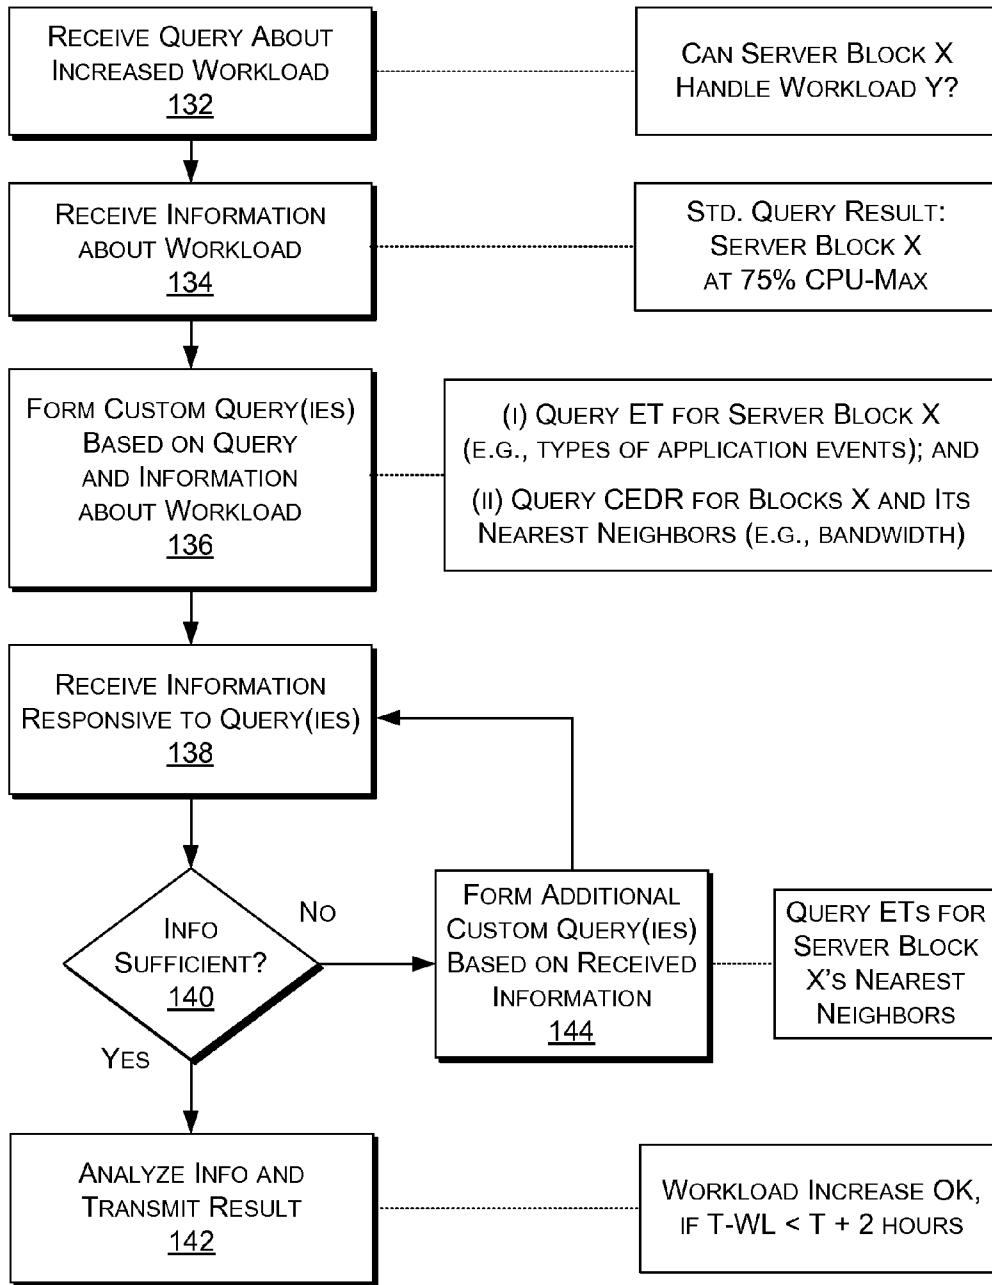 RECEIVE QUERY ABOUT
INCREASED WORKLOAD
132
CAN SERVER BLOCK X
HANDLE WORKLOAD Y?
RECEIVE INFORMATION
ABOUT WORKLOAD
134
STD. QUERY RESULT:
SERVER BLOCK X
AT 75% CPU-MAX
FORM CUSTOM QUERY(IES)
BASED ON QUERY
AND INFORMATION
ABOUT WORKLOAD
136
(I) QUERY ET FOR SERVER BLOCK X
(E.G., TYPES OF APPLICATION EVENTS); AND
(II) QUERY CEDR FOR BLOCKS X AND ITS
NEAREST NEIGHBORS (E.G., BANDWIDTH)
RECEIVE INFORMATION
RESPONSIVE TO QUERY(IES)
138
INFO
SUFFICIENT?
140
NO
YES
FORM ADDITIONAL
CUSTOM QUERY(IES)
BASED ON RECEIVED
INFORMATION
144
QUERY ETS FOR
SERVER BLOCK
X'S NEAREST
NEIGHBORS
ANALYZE INFO AND
TRANSMIT RESULT
142
WORKLOAD INCREASE OK,
IF T-WL < T + 2 HOURS